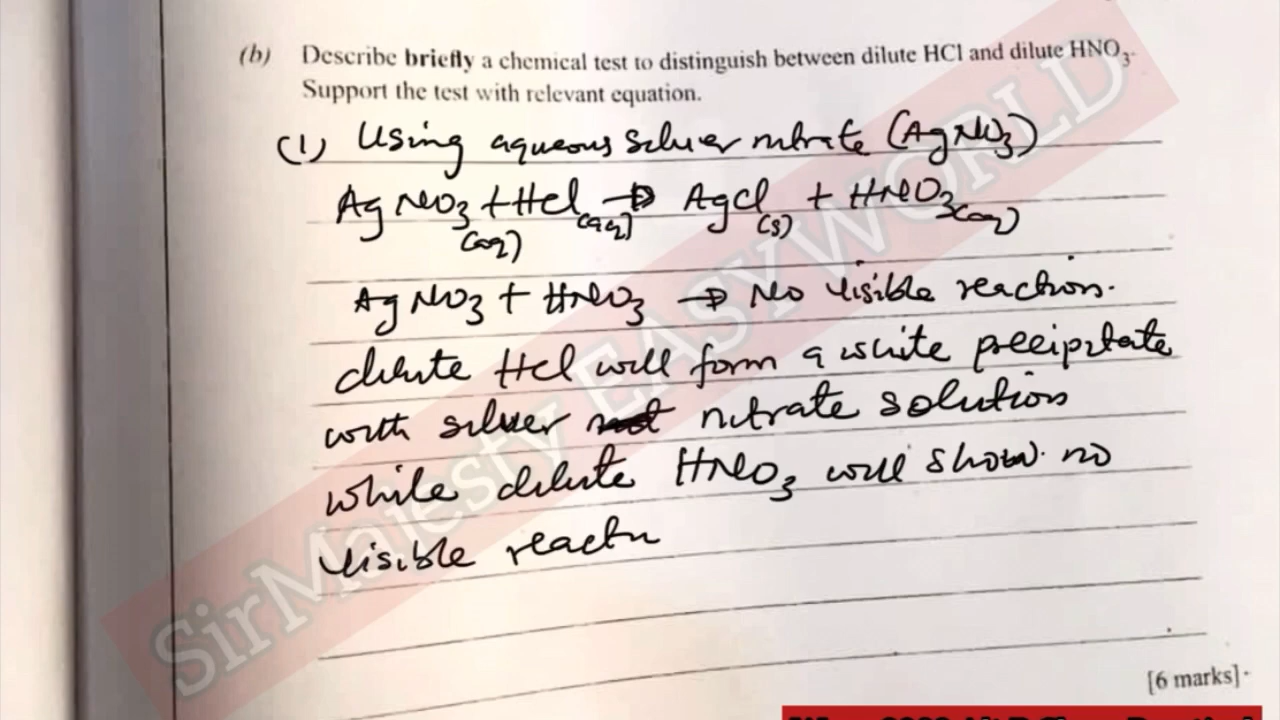 (b) Describe briefly a chemical test to distinguish between dilute HCl and dilute HNO₃.
Support the test with relevant equation.
(1) Using aqueous silver nitrate (AgNO₃)
AgNO₃(aq) + HCl(aq) → AgCl(s) + HNO₃(aq)
AgNO₃ + HNO₃ → No visible reaction.
dilute HCl will form a white precipitate
with silver nitrate solution
while dilute HNO₃ will show no
visible reactn
[6 marks]
SirMajesty EASY WORLD